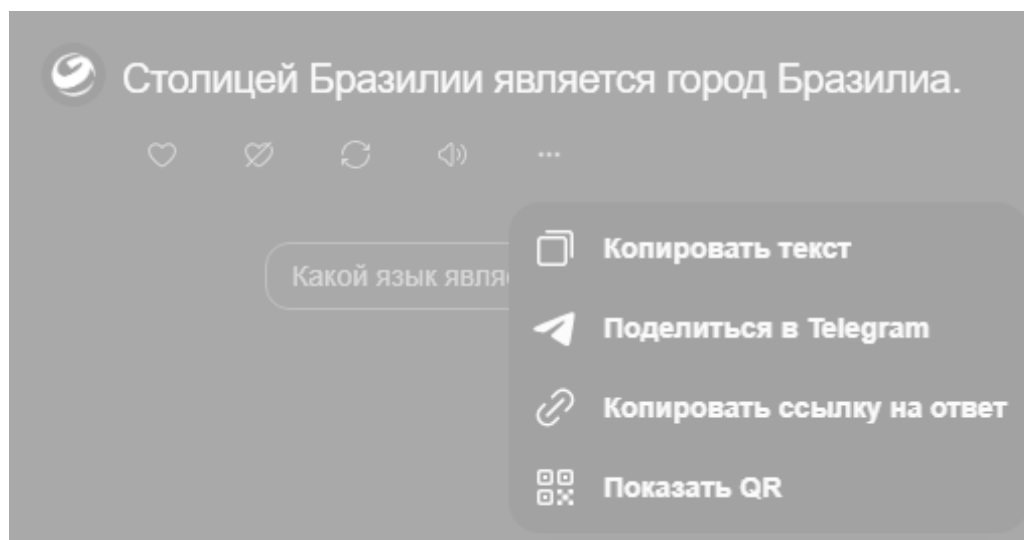 Столицей Бразилии является город Бразилиа.
Копировать текст
Какой язык явля
Поделиться в Telegram
Копировать ссылку на ответ
Показать QR